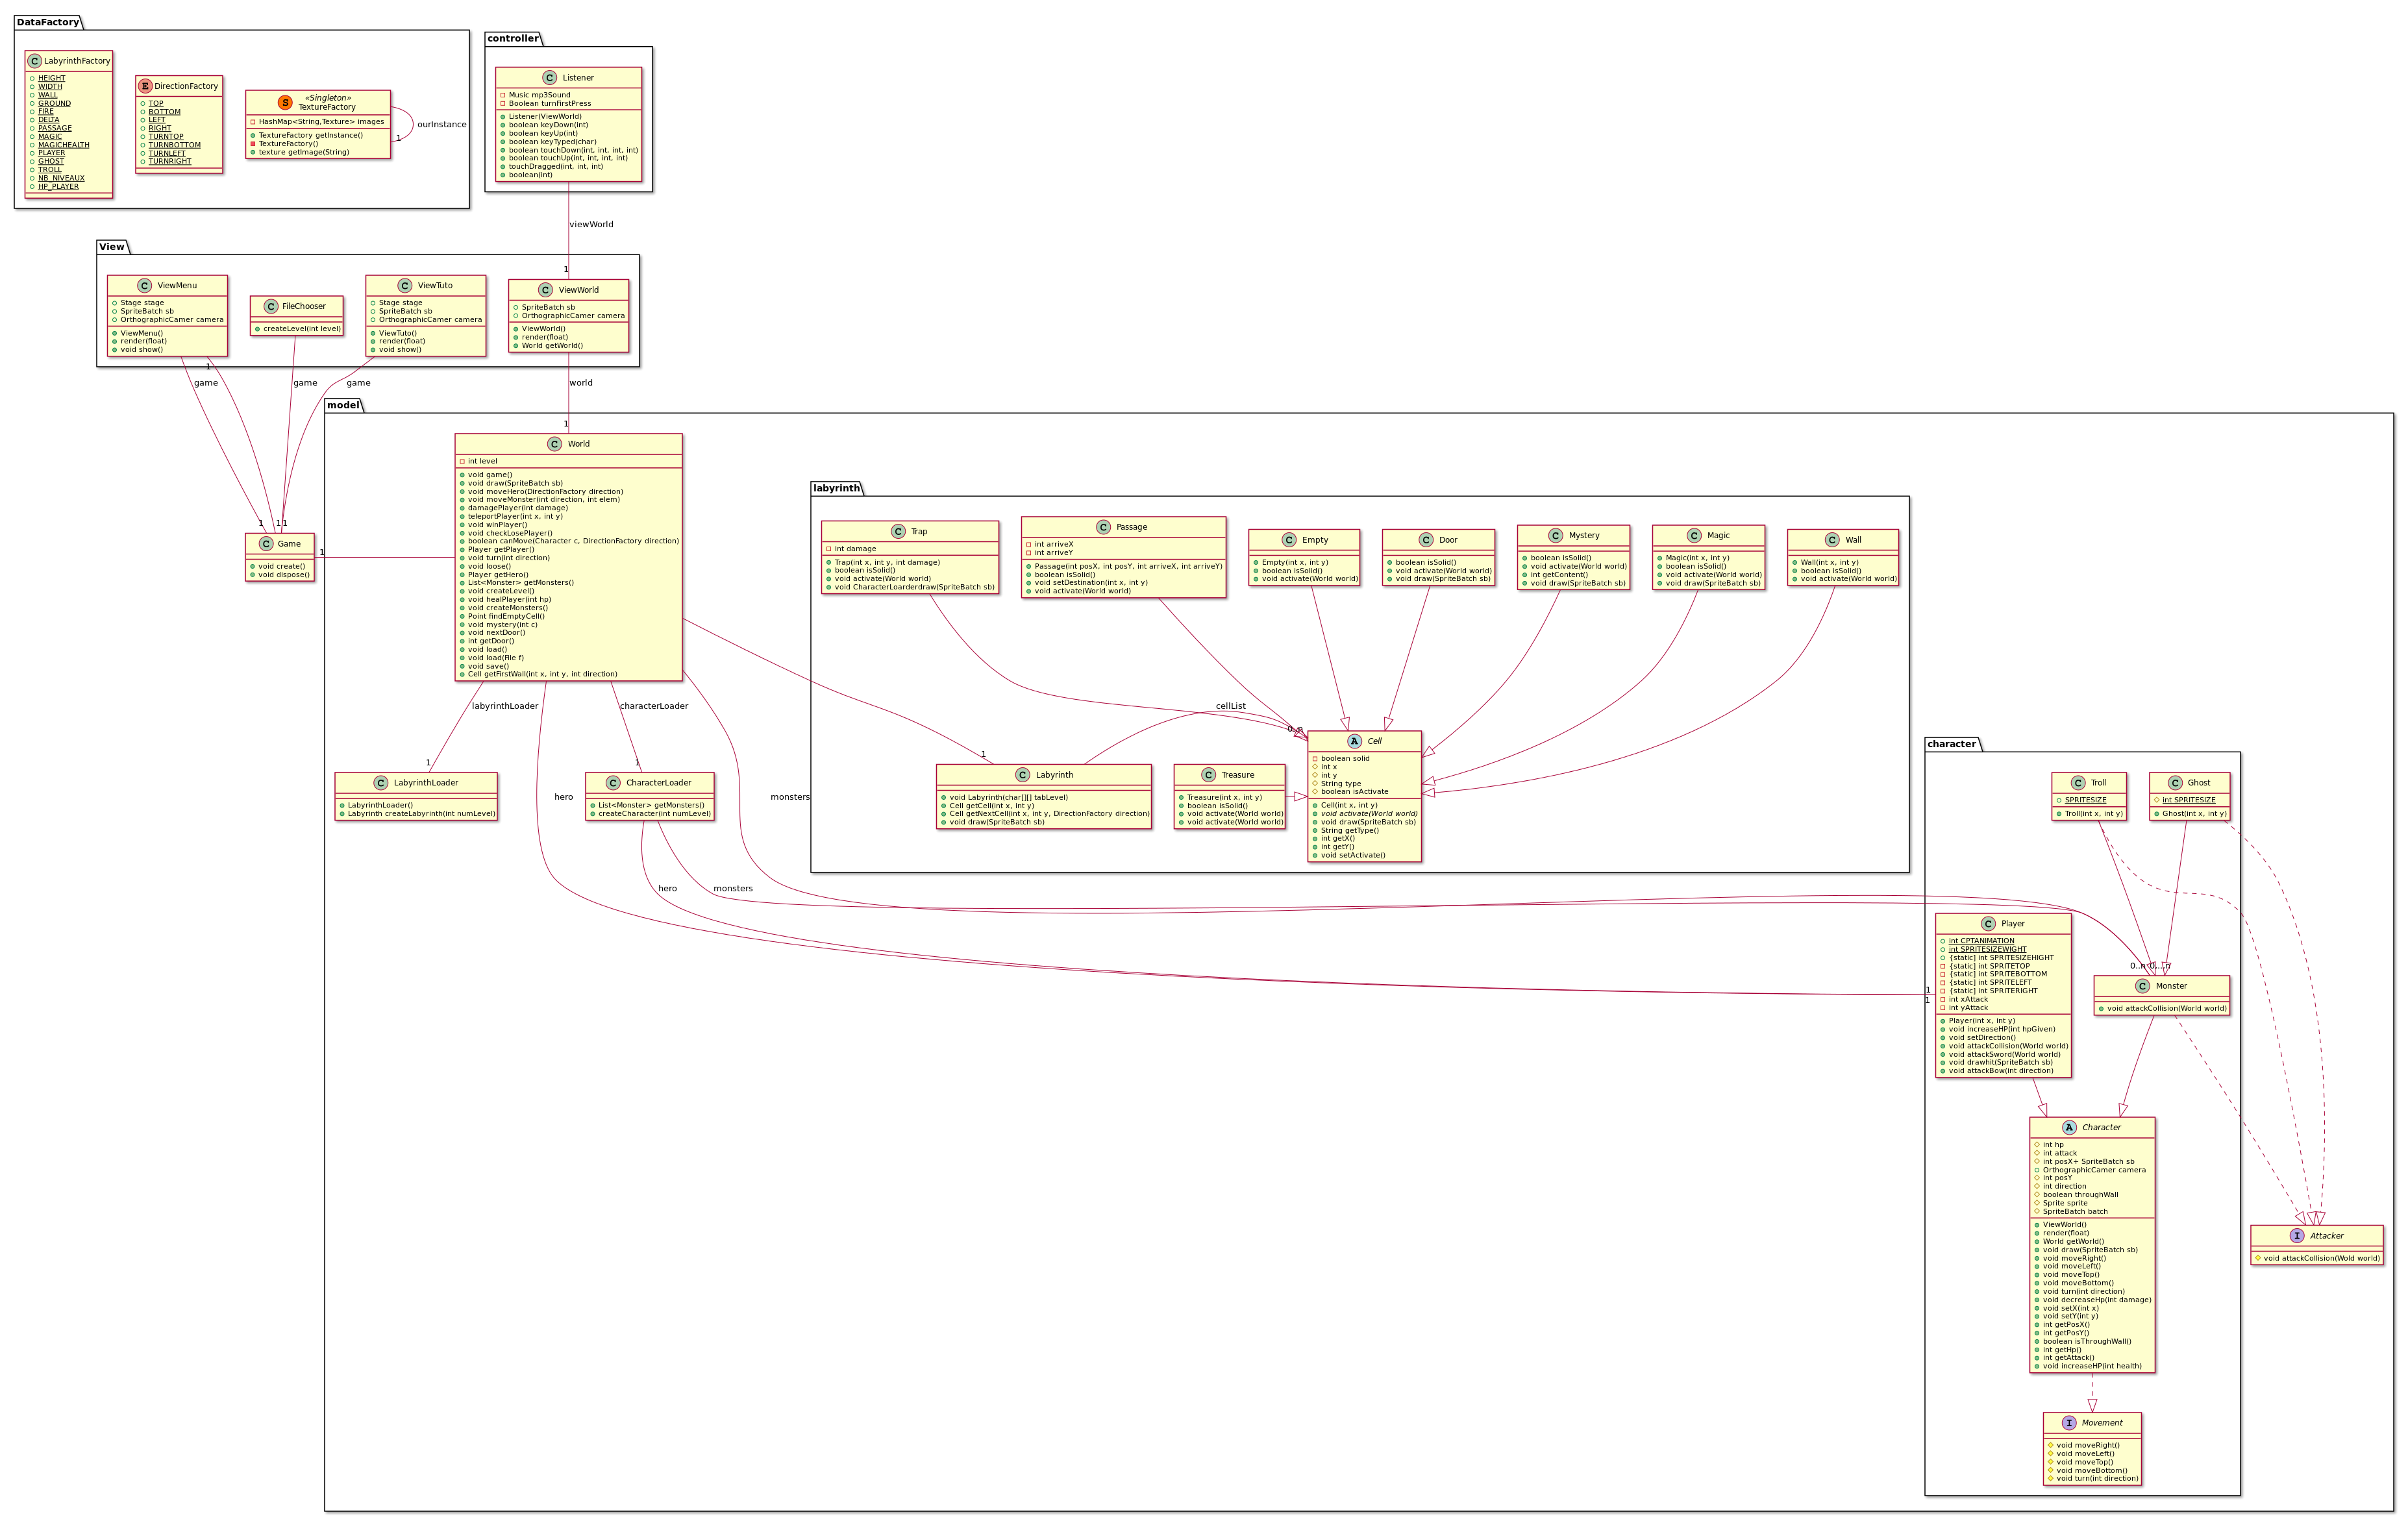 DataFactory
C LabyrinthFactory
HEIGHT
WIDTH
WALL
GROUND
FIRE
DELTA
PASSAGE
MAGIC
MAGICHEALTH
PLAYER
GHOST
TROLL
NB_NIVEAUX
HP_PLAYER
E DirectionFactory
TOP
BOTTOM
LEFT
RIGHT
TURNTOP
TURNBOTTOM
TURNLEFT
TURNRIGHT
S «Singleton»
TextureFactory
HashMap<String,Texture> images
TextureFactory getInstance()
TextureFactory()
texture getImage(String)
ourInstance
1
controller
C Listener
Music mp3Sound
Boolean turnFirstPress
Listener(ViewWorld)
boolean keyDown(int)
boolean keyUp(int)
boolean keyTyped(char)
boolean touchDown(int, int, int, int)
boolean touchUp(int, int, int, int)
touchDragged(int, int, int)
boolean(int)
viewWorld
1
View
C ViewMenu
Stage stage
SpriteBatch sb
OrthographicCamer camera
ViewMenu()
render(float)
void show()
C FileChooser
createLevel(int level)
C ViewTuto
Stage stage
SpriteBatch sb
OrthographicCamer camera
ViewTuto()
render(float)
void show()
C ViewWorld
SpriteBatch sb
OrthographicCamer camera
ViewWorld()
render(float)
World getWorld()
1
game
game
game
world
1
1
1
1
C Game
void create()
void dispose()
1
model
C World
int level
void game()
void draw(SpriteBatch sb)
void moveHero(DirectionFactory direction)
void moveMonster(int direction, int elem)
damagePlayer(int damage)
teleportPlayer(int x, int y)
void winPlayer()
void checkLosePlayer()
boolean canMove(Character c, DirectionFactory direction)
Player getPlayer()
void turn(int direction)
void loose()
Player getHero()
List<Monster> getMonsters()
void createLevel()
void healPlayer(int hp)
void createMonsters()
Point findEmptyCell()
void mystery(int c)
void nextDoor()
int getDoor()
void load()
void load(File f)
void save()
Cell getFirstWall(int x, int y, int direction)
labyrinthLoader
characterLoader
1
1
hero
monsters
C LabyrinthLoader
LabyrinthLoader()
Labyrinth createLabyrinth(int numLevel)
C CharacterLoader
List<Monster> getMonsters()
createCharacter(int numLevel)
hero
monsters
labyrinth
C Trap
int damage
Trap(int x, int y, int damage)
boolean isSolid()
void activate(World world)
void CharacterLoarderdraw(SpriteBatch sb)
C Passage
int arriveX
int arriveY
Passage(int posX, int posY, int arriveX, int arriveY)
boolean isSolid()
void setDestination(int x, int y)
void activate(World world)
C Empty
Empty(int x, int y)
boolean isSolid()
void activate(World world)
C Door
boolean isSolid()
void activate(World world)
void draw(SpriteBatch sb)
C Mystery
boolean isSolid()
void activate(World world)
int getContent()
void draw(SpriteBatch sb)
C Magic
Magic(int x, int y)
boolean isSolid()
void activate(World world)
void draw(SpriteBatch sb)
C Wall
Wall(int x, int y)
boolean isSolid()
void activate(World world)
cellList
1
C Labyrinth
void Labyrinth(char[][] tabLevel)
Cell getCell(int x, int y)
Cell getNextCell(int x, int y, DirectionFactory direction)
void draw(SpriteBatch sb)
C Treasure
Treasure(int x, int y)
boolean isSolid()
void activate(World world)
void activate(World world)
A Cell
boolean solid
int x
int y
String type
boolean isActivate
Cell(int x, int y)
void activate(World world)
void draw(SpriteBatch sb)
String getType()
int getX()
int getY()
void setActivate()
character
C Troll
SPRITESIZE
Troll(int x, int y)
C Ghost
int SPRITESIZE
Ghost(int x, int y)
C Player
int CPTANIMATION
int SPRITESIZEWIGHT
{static} int SPRITESIZEHIGHT
{static} int SPRITETOP
{static} int SPRITEBOTTOM
{static} int SPRITELEFT
{static} int SPRITERIGHT
int xAttack
int yAttack
Player(int x, int y)
void increaseHP(int hpGiven)
void setDirection()
void attackCollision(World world)
void attackSword(World world)
void drawhit(SpriteBatch sb)
void attackBow(int direction)
1
1
C Monster
void attackCollision(World world)
A Character
int hp
int attack
int posX+ SpriteBatch sb
OrthographicCamer camera
int posY
int direction
boolean throughWall
Sprite sprite
SpriteBatch batch
ViewWorld()
render(float)
World getWorld()
void draw(SpriteBatch sb)
void moveRight()
void moveLeft()
void moveTop()
void moveBottom()
void turn(int direction)
void decreaseHp(int damage)
void setX(int x)
void setY(int y)
int getPosX()
int getPosY()
boolean isThroughWall()
int getHp()
int getAttack()
void increaseHP(int health)
I Attacker
void attackCollision(Wold world)
I Movement
void moveRight()
void moveLeft()
void moveTop()
void moveBottom()
void turn(int direction)